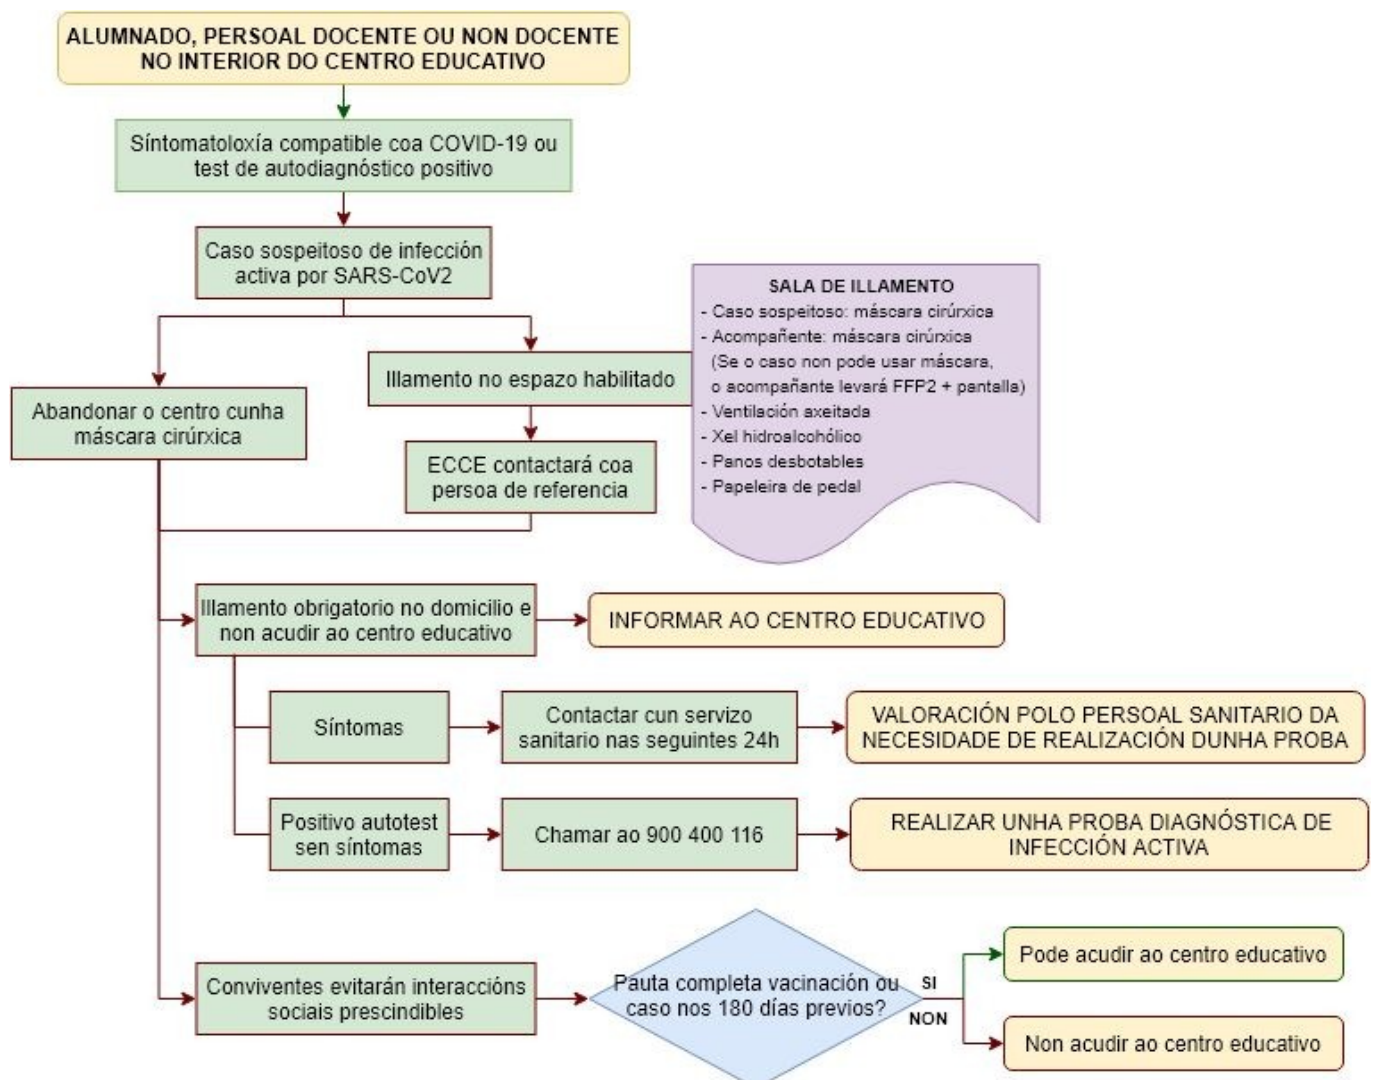 ALUMNADO, PERSOAL DOCENTE OU NON DOCENTE
NO INTERIOR DO CENTRO EDUCATIVO
Síntomatoloxía compatible coa COVID-19 ou
test de autodiagnóstico positivo
Caso sospeitoso de infección
activa por SARS-CoV2
Abandonar o centro cunha
máscara cirúrxica
Illamento no espazo habilitado
ECCE contactará coa
persoa de referencia
SALA DE ILLAMENTO
- Caso sospeitoso: máscara cirúrxica
- Acompañente: máscara cirúrxica
(Se o caso non pode usar máscara,
o acompañante levará FFP2 + pantalla)
- Ventilación axeitada
- Xel hidroalcohólico
- Panos desbotables
- Papeleira de pedal
Illamento obrigatorio no domicilio e
non acudir ao centro educativo
INFORMAR AO CENTRO EDUCATIVO
Síntomas
Contactar cun servizo
sanitario nas seguintes 24h
VALORACIÓN POLO PERSOAL SANITARIO DA
NECESIDADE DE REALIZACIÓN DUNHA PROBA
Positivo autotest
sen síntomas
Chamar ao 900 400 116
REALIZAR UNHA PROBA DIAGNÓSTICA DE
INFECCIÓN ACTIVA
Conviventes evitarán interaccións
sociais prescindibles
Pauta completa vacinación ou
caso nos 180 días previos?
SI
NON
Pode acudir ao centro educativo
Non acudir ao centro educativo